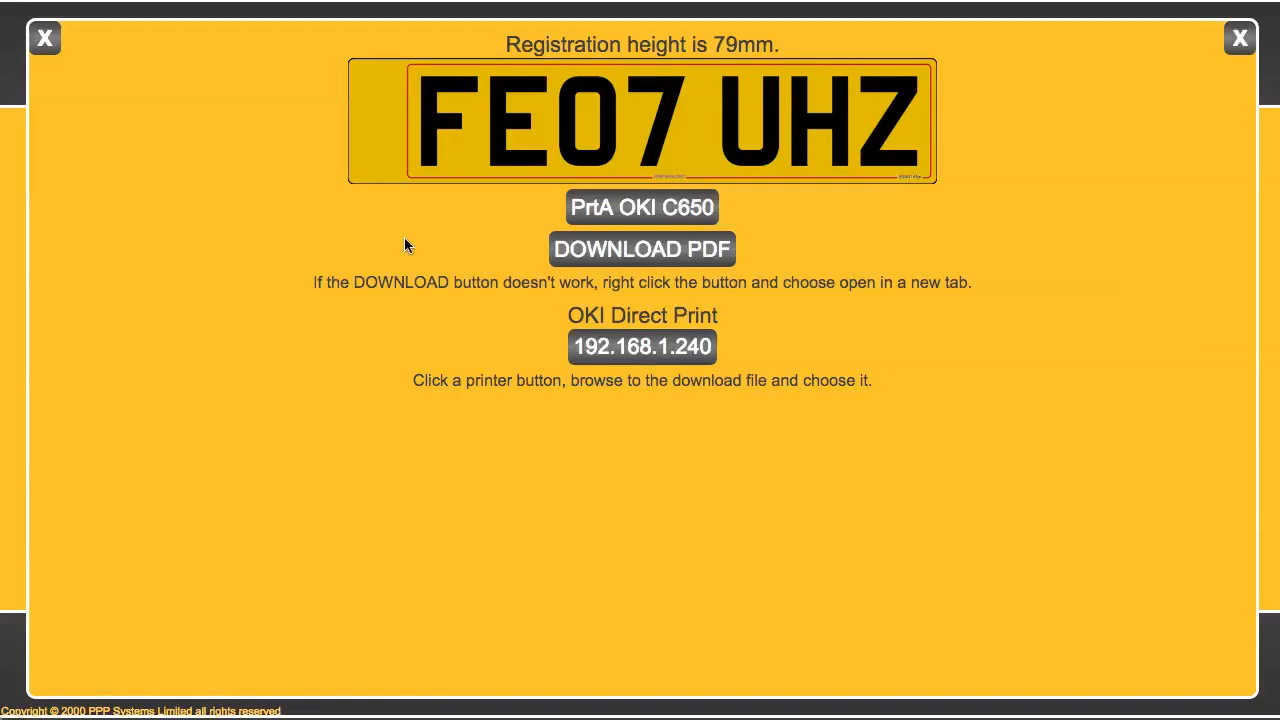 X
X
Registration height is 79mm.
FE07 UHZ
PrtA OKI C650
DOWNLOAD PDF
If the DOWNLOAD button doesn't work, right click the button and choose open in a new tab.
OKI Direct Print
192.168.1.240
Click a printer button, browse to the download file and choose it.
Copyright © 2000 PPP Systems Limited all rights reserved